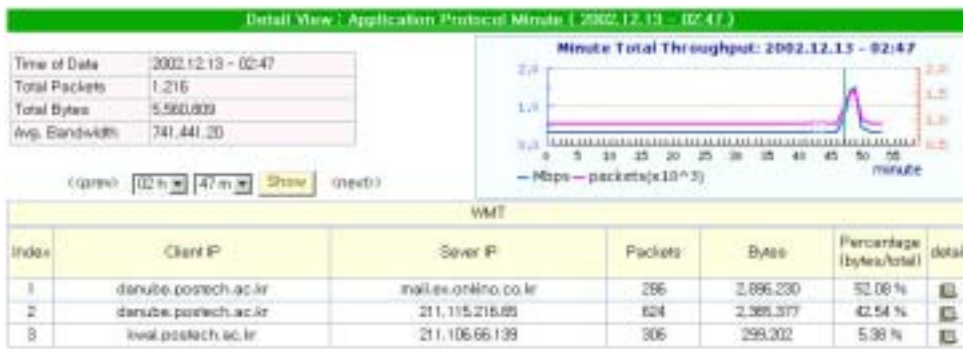 Detail View : Application Protocol Minute ( 2002.12.13 - 02:47 )
Minute Total Throughput: 2002.12.13 - 02:47
Time of Data 2002.12.13 - 02:47
Total Packets 1,216
Total Bytes 5,560,809
Avg. Bandwidth 741,441.20
2.0 2.0
1.5
1.0 1.0
0.0 0.5
0 5 10 15 20 25 30 35 40 45 50 55
minute
Mbps packets(x10^3)
<(prev) 02 h 47 m Show (next)>
WMT
Index Client IP Sever IP Packets Bytes Percentage (bytes/total) detail
1 danube.postech.ac.kr 286 2,896,230 52.08 %
2 danube.postech.ac.kr 211.115.216.85 624 2,365,377 42.54 %
3 kwai.postech.ac.kr 211.106.66.139 306 299,202 5.38 %